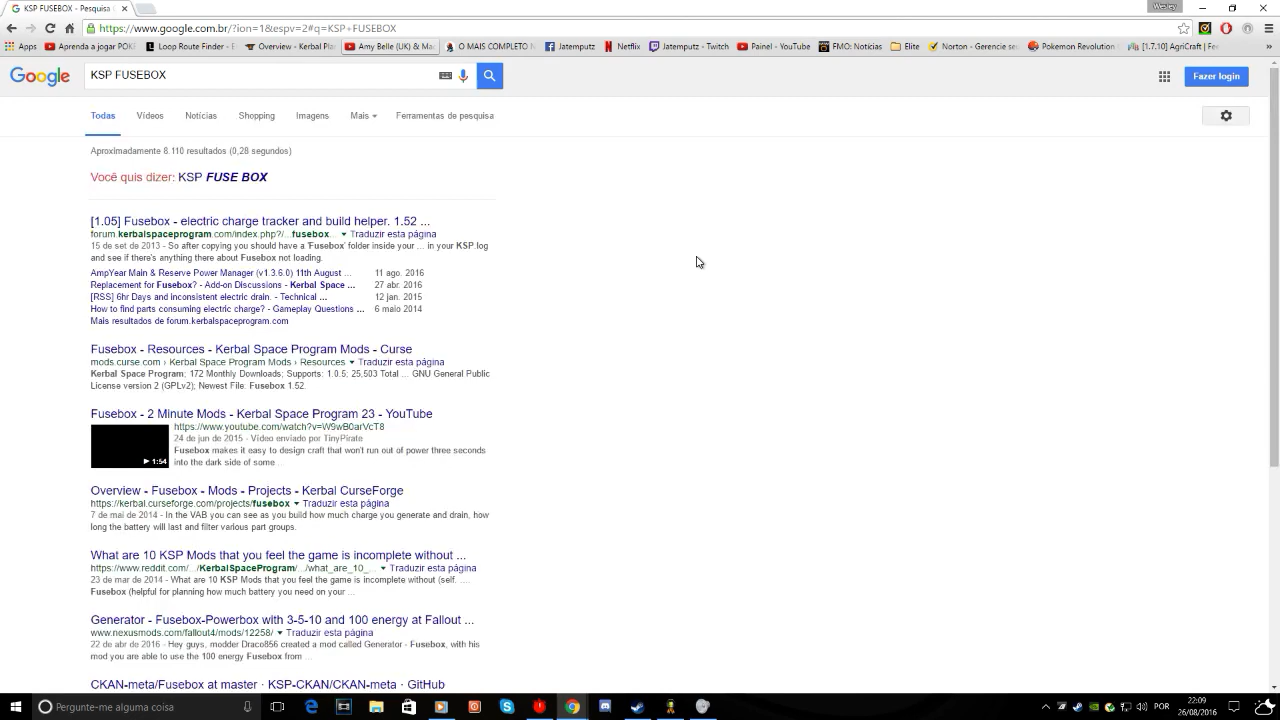 KSP FUSEBOX - Pesquisa
Wesley
https://www.google.com.br/?ion=1&espv=2#q=KSP+FUSEBOX
Apps Aprenda a jogar POK Loop Route Finder - E Overview - Kerbal Pla Amy Belle (UK) & Ma O MAIS COMPLETO N Jatemputz Netflix Jatemputz - Twitch Painel - YouTube FMO: Notícias Elite Norton - Gerencie se Pokemon Revolution [1.7.10] AgriCraft | Fee
Google KSP FUSEBOX Fazer login
Todas Vídeos Notícias Shopping Imagens Mais Ferramentas de pesquisa
Aproximadamente 8.110 resultados (0,28 segundos)
Você quis dizer: KSP FUSE BOX
[1.05] Fusebox - electric charge tracker and build helper. 1.52 ...
forum.kerbalspaceprogram.com/index.php?/...fusebox... Traduzir esta página
15 de set de 2013 - So after copying you should have a 'Fusebox' folder inside your ... in your KSP.log
and see if there's anything there about Fusebox not loading.
AmpYear Main & Reserve Power Manager (v1.3.6.0) 11th August ... 11 ago. 2016
Replacement for Fusebox? - Add-on Discussions - Kerbal Space ... 27 abr. 2016
[RSS] 6hr Days and inconsistent electric drain. - Technical ... 12 jan. 2015
How to find parts consuming electric charge? - Gameplay Questions ... 6 maio 2014
Mais resultados de forum.kerbalspaceprogram.com
Fusebox - Resources - Kerbal Space Program Mods - Curse
mods.curse.com › Kerbal Space Program Mods › Resources Traduzir esta página
Kerbal Space Program; 172 Monthly Downloads; Supports: 1.0.5; 25,503 Total ... GNU General Public
License version 2 (GPLv2); Newest File: Fusebox 1.52.
Fusebox - 2 Minute Mods - Kerbal Space Program 23 - YouTube
https://www.youtube.com/watch?v=W9wB0arVcT8
24 de jun de 2015 - Vídeo enviado por TinyPirate
Fusebox makes it easy to design craft that won't run out of power three seconds
into the dark side of some ...
1:54
Overview - Fusebox - Mods - Projects - Kerbal CurseForge
https://kerbal.curseforge.com/projects/fusebox Traduzir esta página
7 de mai de 2014 - In the VAB you can see as you build how much charge you generate and drain, how
long the battery will last and filter various part groups.
What are 10 KSP Mods that you feel the game is incomplete without ...
https://www.reddit.com/.../KerbalSpaceProgram/.../what_are_10_... Traduzir esta página
23 de mar de 2014 - What are 10 KSP Mods that you feel the game is incomplete without (self. ....
Fusebox (helpful for planning how much battery you need on your ...
Generator - Fusebox-Powerbox with 3-5-10 and 100 energy at Fallout ...
www.nexusmods.com/fallout4/mods/12258/ Traduzir esta página
22 de abr de 2016 - Hey guys, modder Draco856 created a mod called Generator - Fusebox, with his
mod you are able to use the 100 energy Fusebox from ...
CKAN-meta/Fusebox at master · KSP-CKAN/CKAN-meta · GitHub
Pergunte-me alguma coisa
POR
22:09
26/08/2016